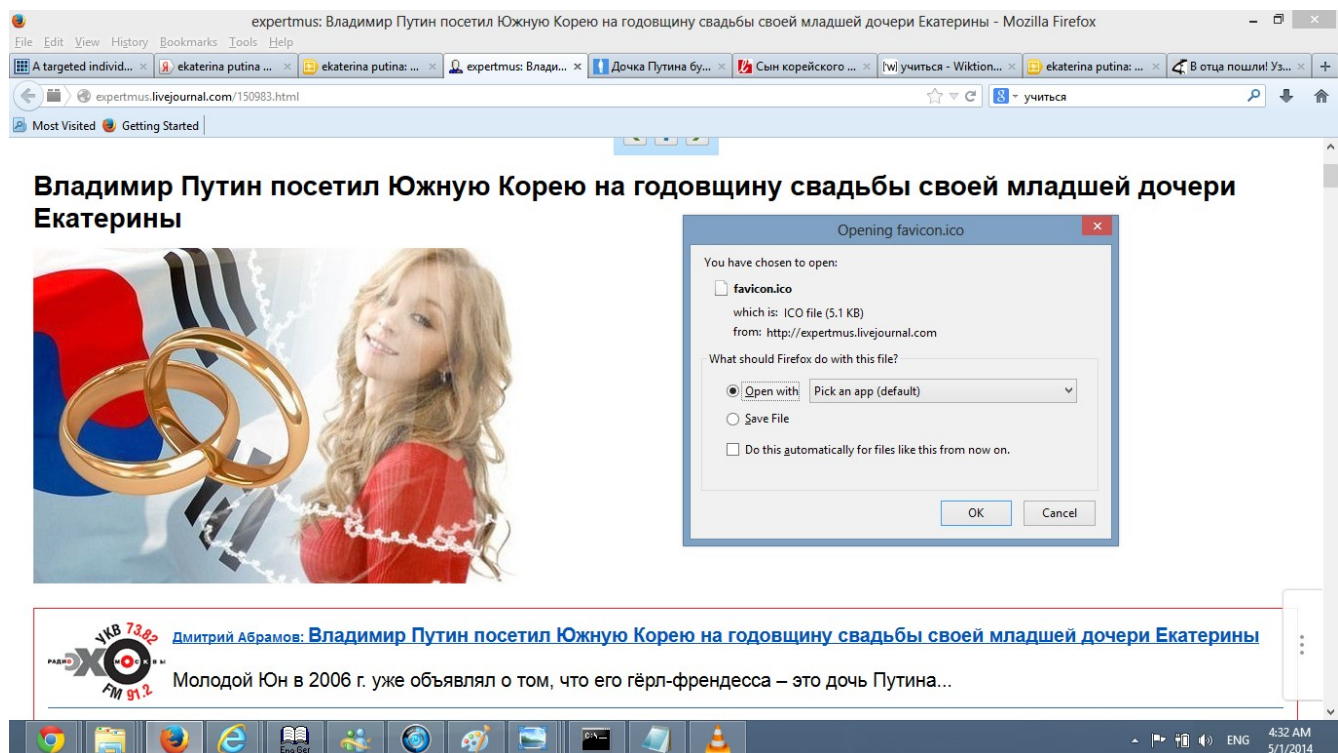 expertmus: Владимир Путин посетил Южную Корею на годовщину свадьбы своей младшей дочери Екатерины - Mozilla Firefox
File Edit View History Bookmarks Tools Help
A targeted individ... ekaterina putina ... ekaterina putina: ... expertmus: Влади... Дочка Путина бу... Сын корейского ... учиться - Wiktion... ekaterina putina: ... В отца пошли! Уз...
expertmus.livejournal.com/150983.html учиться
Most Visited Getting Started
Владимир Путин посетил Южную Корею на годовщину свадьбы своей младшей дочери
Екатерины
Opening favicon.ico
You have chosen to open:
favicon.ico
which is: ICO file (5.1 KB)
from: http://expertmus.livejournal.com
What should Firefox do with this file?
Open with Pick an app (default)
Save File
Do this automatically for files like this from now on.
OK Cancel
УКВ 73.82
РАДИО ЭХО МОСКВЫ
FM 91.2
Дмитрий Абрамов: Владимир Путин посетил Южную Корею на годовщину свадьбы своей младшей дочери Екатерины
Молодой Юн в 2006 г. уже объявлял о том, что его гёрл-френдесса – это дочь Путина...
Eng Ger
C:\_
ENG
4:32 AM
5/1/2014